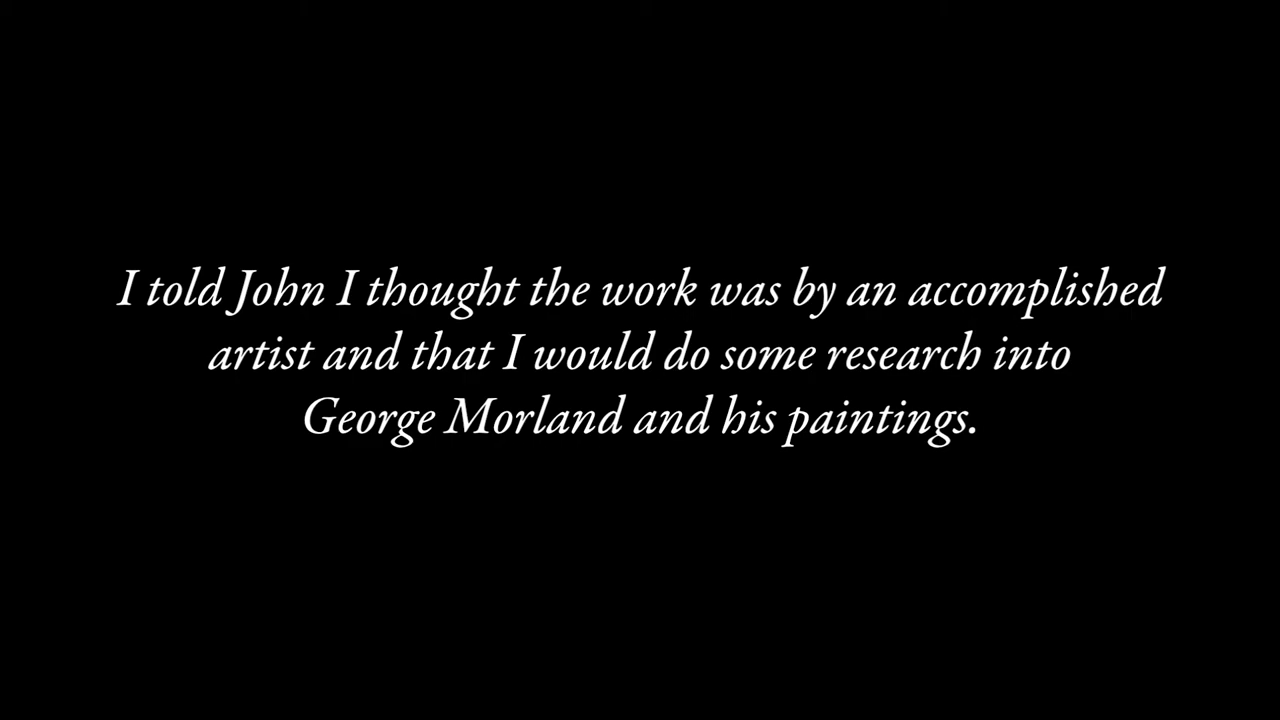 I told John I thought the work was by an accomplished
artist and that I would do some research into
George Morland and his paintings.